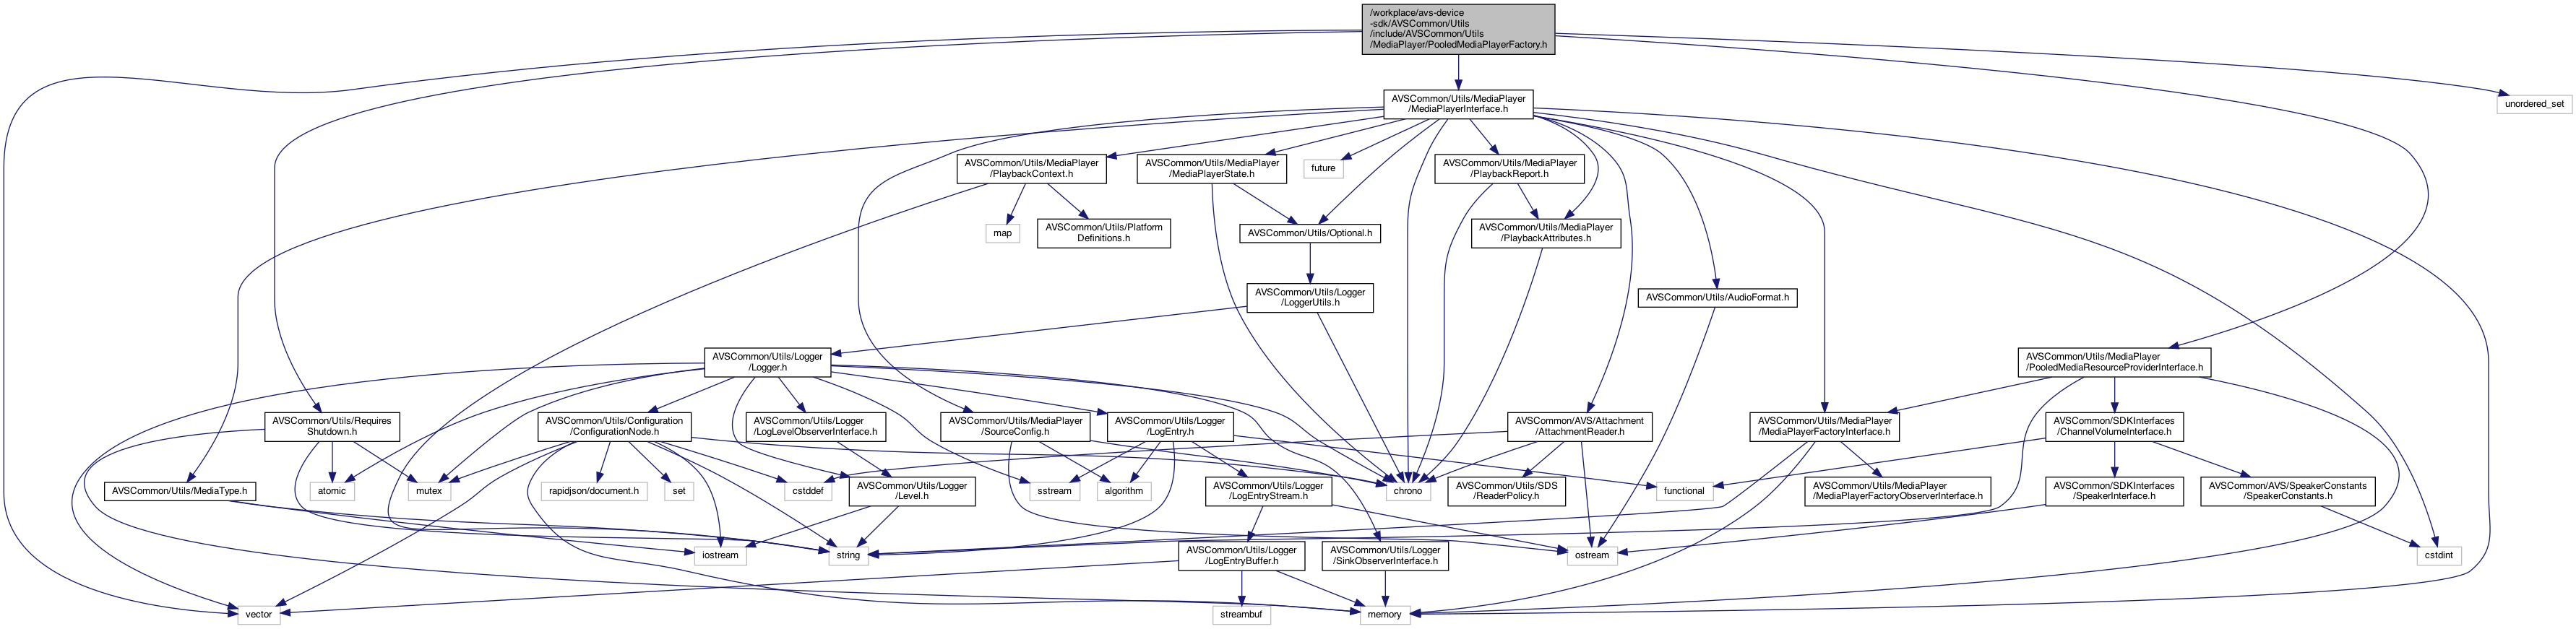 /workplace/avs-device
-sdk/AVSCommon/Utils
/include/AVSCommon/Utils
/MediaPlayer/PooledMediaPlayerFactory.h
AVSCommon/Utils/MediaPlayer
/MediaPlayerInterface.h
unordered_set
AVSCommon/Utils/MediaPlayer
/PlaybackContext.h
AVSCommon/Utils/MediaPlayer
/MediaPlayerState.h
future
AVSCommon/Utils/MediaPlayer
/PlaybackReport.h
map
AVSCommon/Utils/Platform
Definitions.h
AVSCommon/Utils/Optional.h
AVSCommon/Utils/MediaPlayer
/PlaybackAttributes.h
AVSCommon/Utils/Logger
/LoggerUtils.h
AVSCommon/Utils/AudioFormat.h
AVSCommon/Utils/Logger
/Logger.h
AVSCommon/Utils/MediaPlayer
/PooledMediaResourceProviderInterface.h
AVSCommon/Utils/Requires
Shutdown.h
AVSCommon/Utils/Configuration
/ConfigurationNode.h
AVSCommon/Utils/Logger
/LogLevelObserverInterface.h
AVSCommon/Utils/MediaPlayer
/SourceConfig.h
AVSCommon/Utils/Logger
/LogEntry.h
AVSCommon/AVS/Attachment
/AttachmentReader.h
AVSCommon/Utils/MediaPlayer
/MediaPlayerFactoryInterface.h
AVSCommon/SDKInterfaces
/ChannelVolumeInterface.h
AVSCommon/Utils/MediaType.h
atomic
mutex
rapidjson/document.h
set
cstddef
AVSCommon/Utils/Logger
/Level.h
sstream
algorithm
AVSCommon/Utils/Logger
/LogEntryStream.h
chrono
AVSCommon/Utils/SDS
/ReaderPolicy.h
functional
AVSCommon/Utils/MediaPlayer
/MediaPlayerFactoryObserverInterface.h
AVSCommon/SDKInterfaces
/SpeakerInterface.h
AVSCommon/AVS/SpeakerConstants
/SpeakerConstants.h
iostream
string
AVSCommon/Utils/Logger
/LogEntryBuffer.h
AVSCommon/Utils/Logger
/SinkObserverInterface.h
ostream
cstdint
vector
streambuf
memory